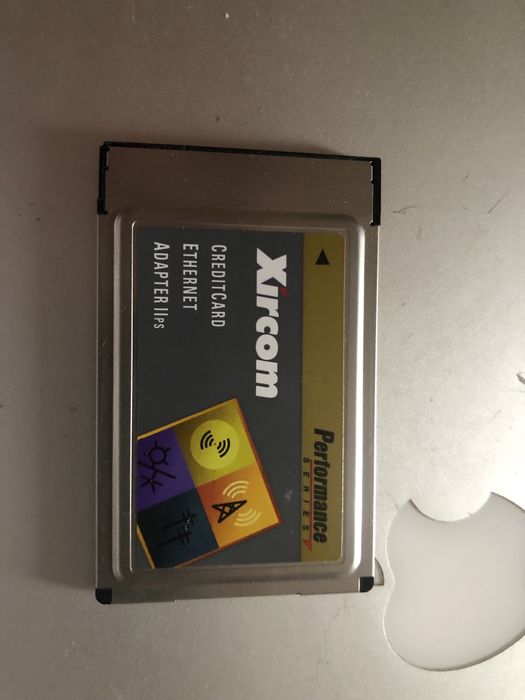 Performance
SERIES
Xircom
CREDITCARD
ETHERNET
ADAPTER IIPS